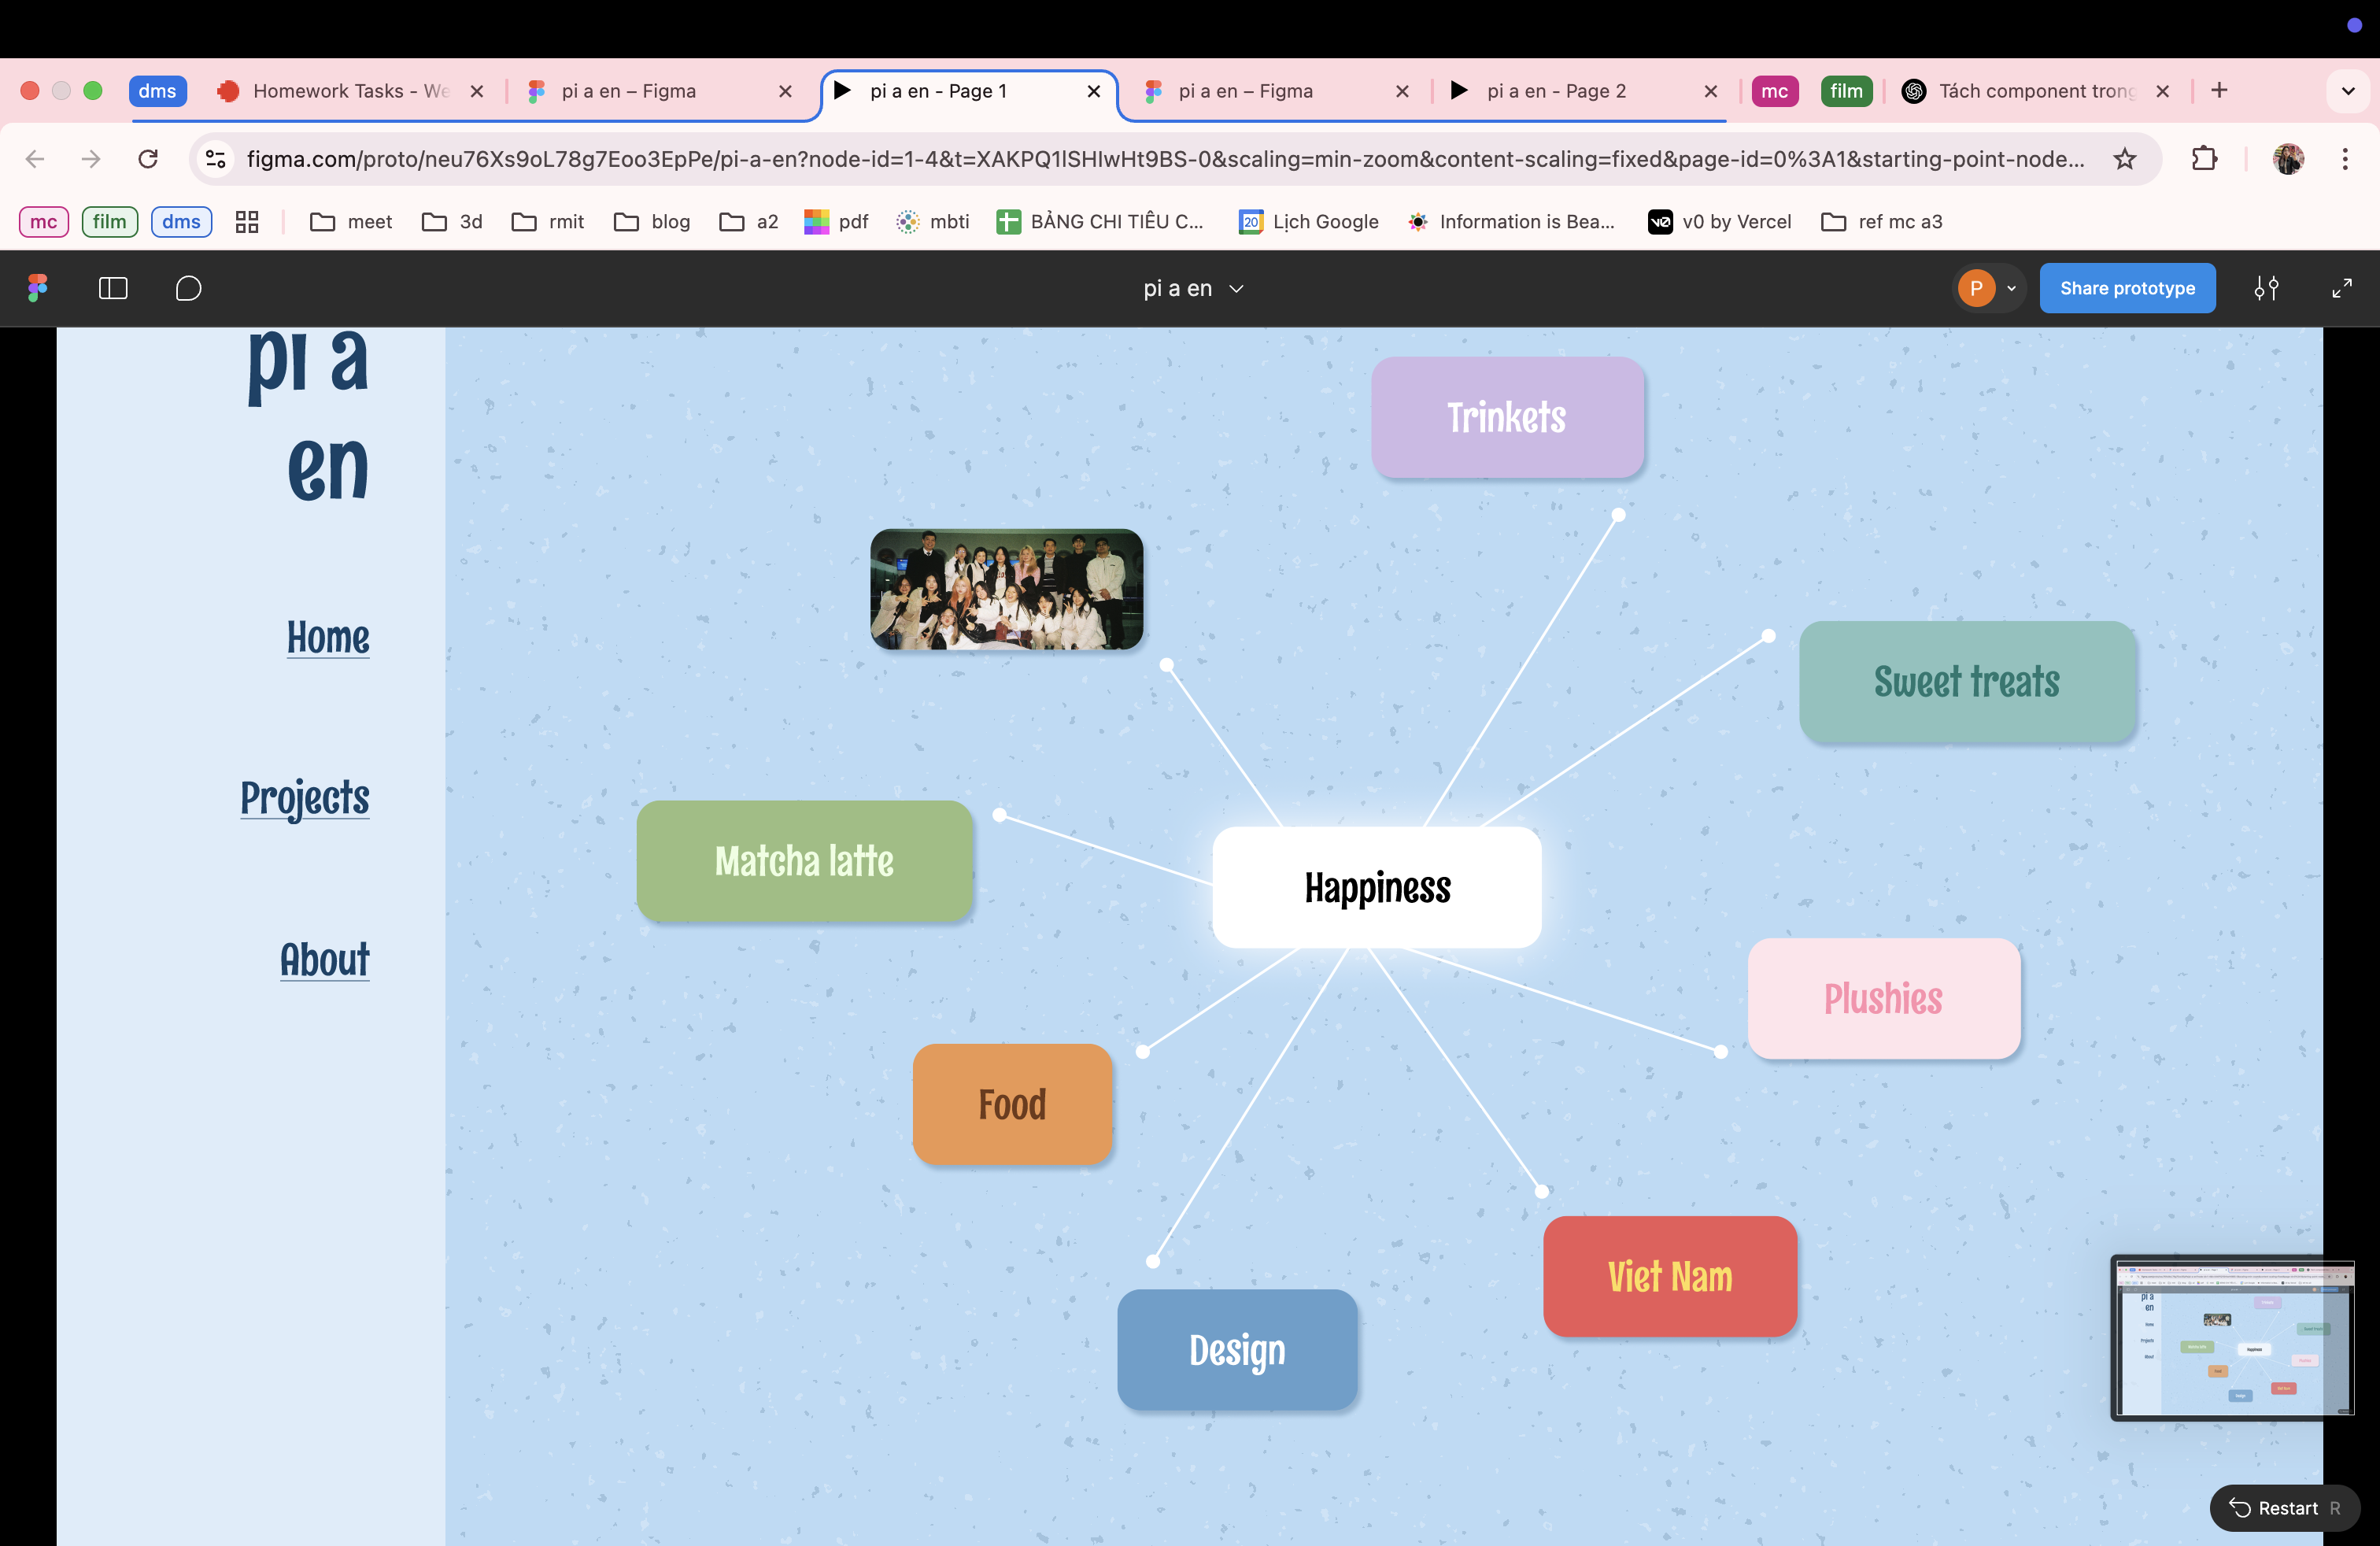 dms
Homework Tasks - We
pi a en – Figma
pi a en - Page 1
pi a en – Figma
pi a en - Page 2
mc
film
Tách component trong
figma.com/proto/neu76Xs9oL78g7Eoo3EpPe/pi-a-en?node-id=1-4&t=XAKPQ1lSHIwHt9BS-0&scaling=min-zoom&content-scaling=fixed&page-id=0%3A1&starting-point-node...
mc
film
dms
meet
3d
rmit
blog
a2
pdf
mbti
BẢNG CHI TIÊU C...
20
Lịch Google
Information is Bea...
v0
v0 by Vercel
ref mc a3
pi a en
P
Share prototype
pi a
en
Home
Projects
About
Trinkets
Sweet treats
Matcha latte
Happiness
Plushies
Food
Viet Nam
Design
Restart R